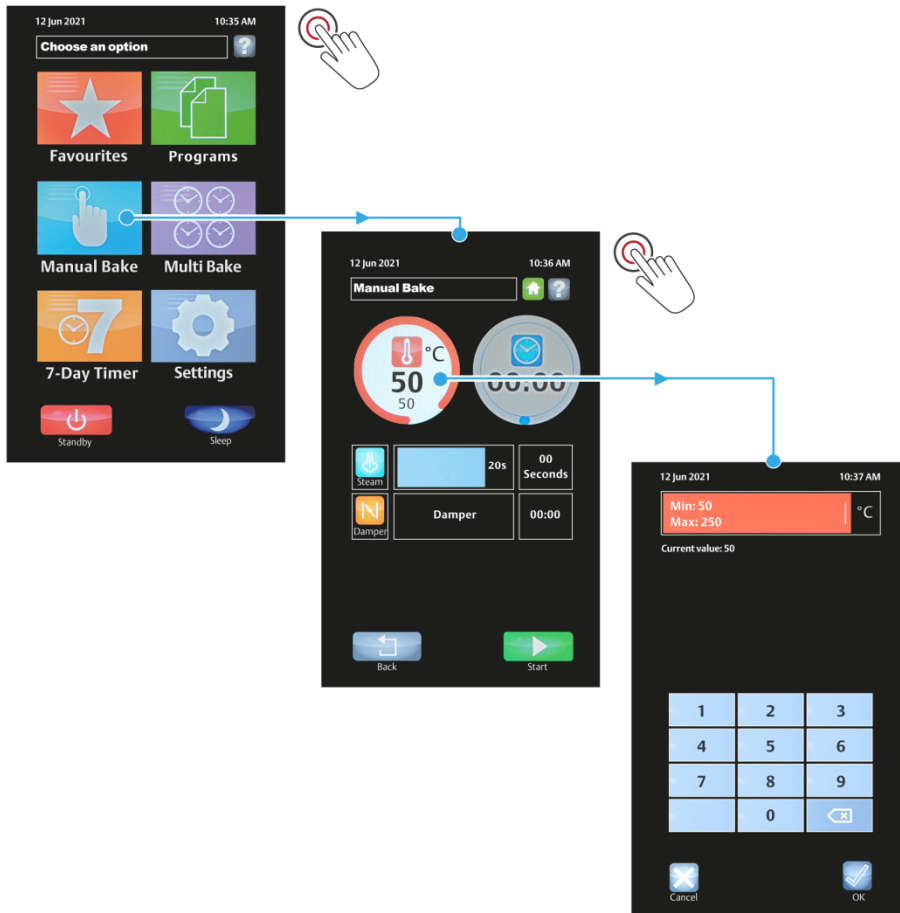 12 Jun 2021 10:35 AM
Choose an option ?
Favourites Programs
Manual Bake Multi Bake
7
7-Day Timer Settings
Standby Sleep
12 Jun 2021 10:36 AM
Manual Bake ?
°C
50 00:00
50
20s 00 Seconds
Steam
Damper 00:00
Damper
Back Start
12 Jun 2021 10:37 AM
Min: 50 °C
Max: 250
Current value: 50
1 2 3
4 5 6
7 8 9
0
Cancel OK